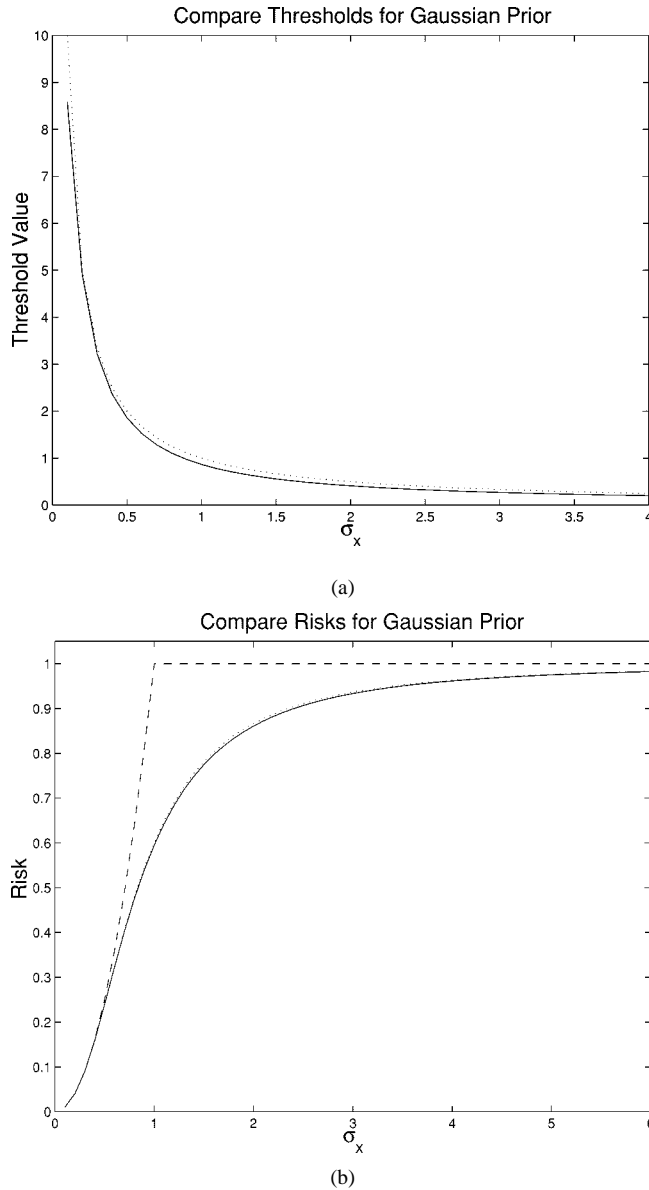 Compare Thresholds for Gaussian Prior
10
9
8
7
6
5
4
3
2
1
0
Threshold Value
0 0.5 1 1.5 2 2.5 3 3.5 4
σx
(a)
Compare Risks for Gaussian Prior
1
0.9
0.8
0.7
0.6
0.5
0.4
0.3
0.2
0.1
0
Risk
0 1 2 3 4 5 6
σx
(b)